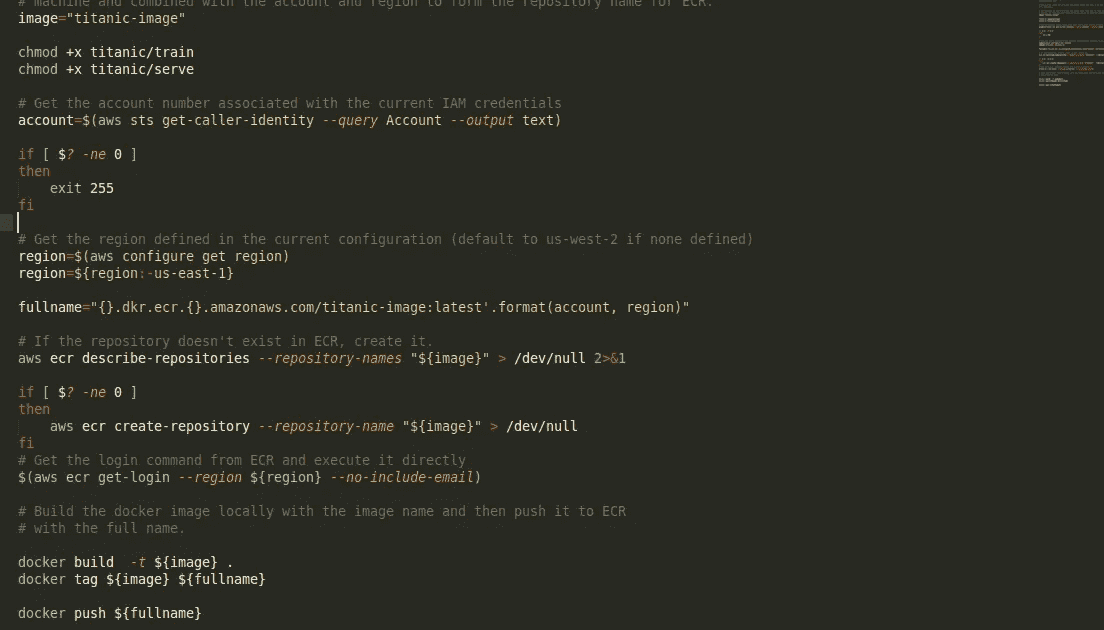 # machine and combined with the account and region to form the repository name for ECR.
image="titanic-image"
chmod +x titanic/train
chmod +x titanic/serve
# Get the account number associated with the current IAM credentials
account=$(aws sts get-caller-identity --query Account --output text)
if [ $? -ne 0 ]
then
    exit 255
fi
# Get the region defined in the current configuration (default to us-west-2 if none defined)
region=$(aws configure get region)
region=${region:-us-east-1}
fullname="{}.dkr.ecr.{}.amazonaws.com/titanic-image:latest'.format(account, region)"
# If the repository doesn't exist in ECR, create it.
aws ecr describe-repositories --repository-names "${image}" > /dev/null 2>&1
if [ $? -ne 0 ]
then
    aws ecr create-repository --repository-name "${image}" > /dev/null
fi
# Get the login command from ECR and execute it directly
$(aws ecr get-login --region ${region} --no-include-email)
# Build the docker image locally with the image name and then push it to ECR
# with the full name.
docker build  -t ${image} .
docker tag ${image} ${fullname}
docker push ${fullname}